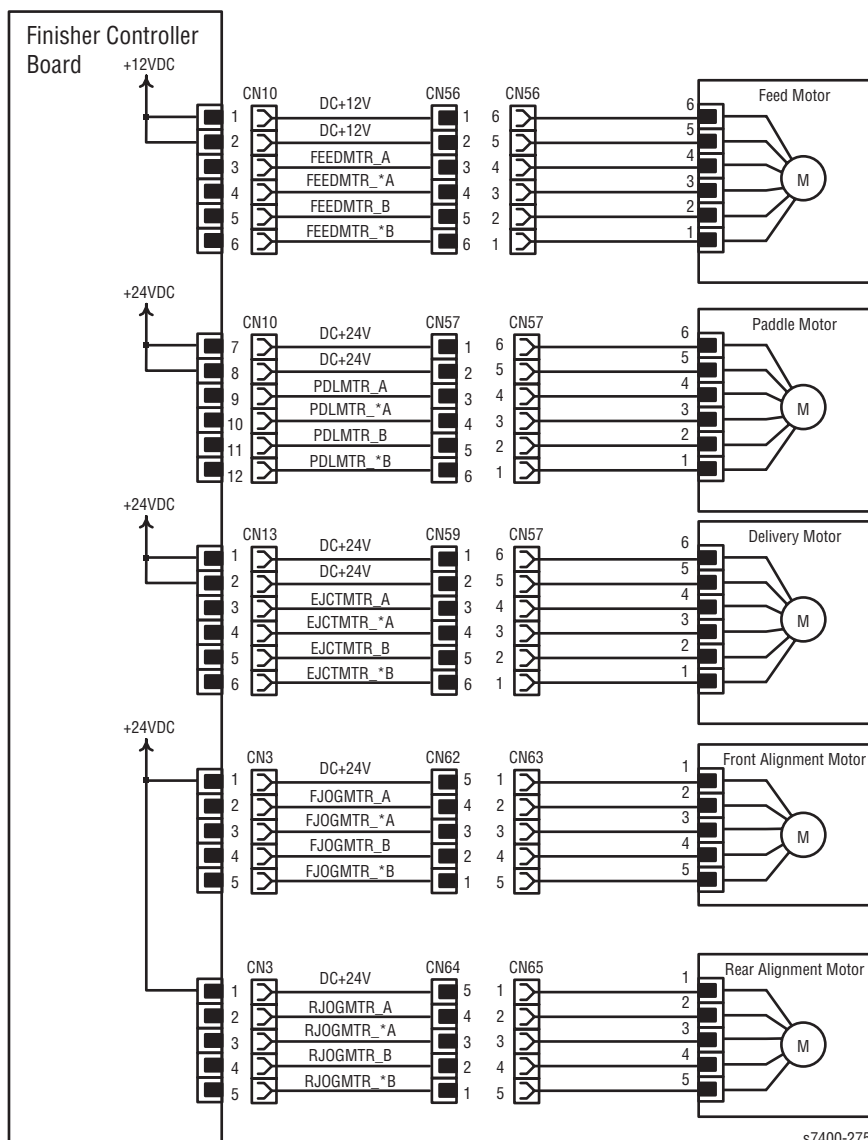 Finisher Controller
Board
+12VDC
CN10
CN56
CN56
Feed Motor
1 DC+12V 1 6 6
2 DC+12V 2 5 5
3 FEEDMTR_A 3 4 4
4 FEEDMTR_*A 4 3 3
5 FEEDMTR_B 5 2 2
6 FEEDMTR_*B 6 1 1
M
+24VDC
CN10
CN57
CN57
Paddle Motor
7 DC+24V 1 6 6
8 DC+24V 2 5 5
9 PDLMTR_A 3 4 4
10 PDLMTR_*A 4 3 3
11 PDLMTR_B 5 2 2
12 PDLMTR_*B 6 1 1
M
+24VDC
CN13
CN59
CN57
Delivery Motor
1 DC+24V 1 6 6
2 DC+24V 2 5 5
3 EJCTMTR_A 3 4 4
4 EJCTMTR_*A 4 3 3
5 EJCTMTR_B 5 2 2
6 EJCTMTR_*B 6 1 1
M
+24VDC
CN3
CN62
CN63
Front Alignment Motor
1 DC+24V 5 1 1
2 FJOGMTR_A 4 2 2
3 FJOGMTR_*A 3 3 3
4 FJOGMTR_B 2 4 4
5 FJOGMTR_*B 1 5 5
M
CN3
CN64
CN65
Rear Alignment Motor
1 DC+24V 5 1 1
2 RJOGMTR_A 4 2 2
3 RJOGMTR_*A 3 3 3
4 RJOGMTR_B 2 4 4
5 RJOGMTR_*B 1 5 5
M
s7400-275